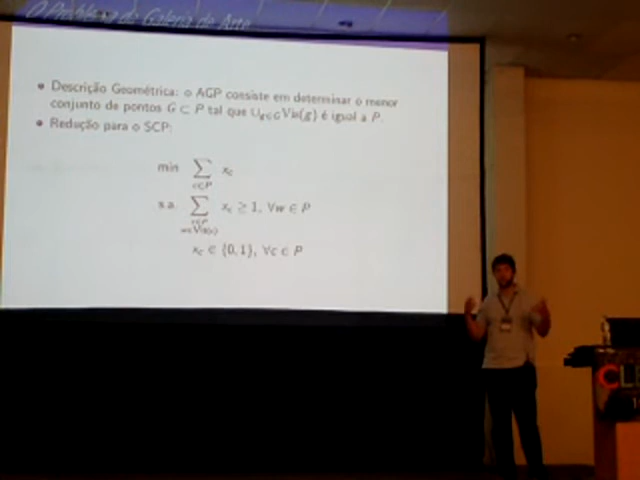 O Problema da Galeria de Arte
• Descrição Geométrica: o AGP consiste em determinar o menor
conjunto de pontos G ⊂ P tal que ∪g∈G Vis(g) é igual a P.
• Redução para o SCP:
min ∑ xc
c∈P
s.a. ∑ xc ≥ 1, ∀w ∈ P
c∈P
w∈Vis(c)
xc ∈ {0, 1}, ∀c ∈ P